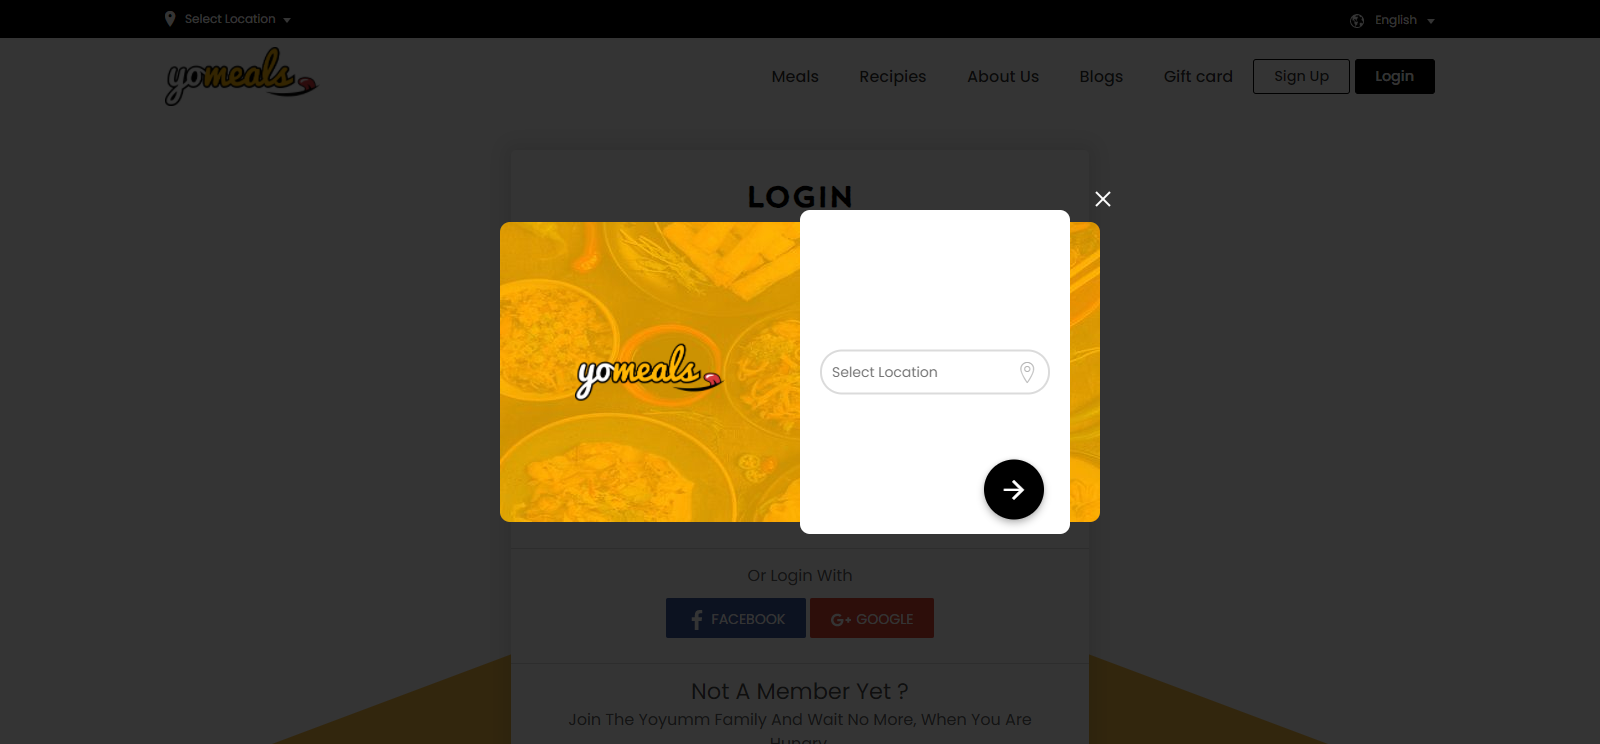 Select Location
English
yomeals
Meals
Recipies
About Us
Blogs
Gift card
Sign Up
Login
LOGIN
yomeals
Select Location
Or Login With
FACEBOOK
G+ GOOGLE
Not A Member Yet ?
Join The Yoyumm Family And Wait No More, When You Are
Hungry